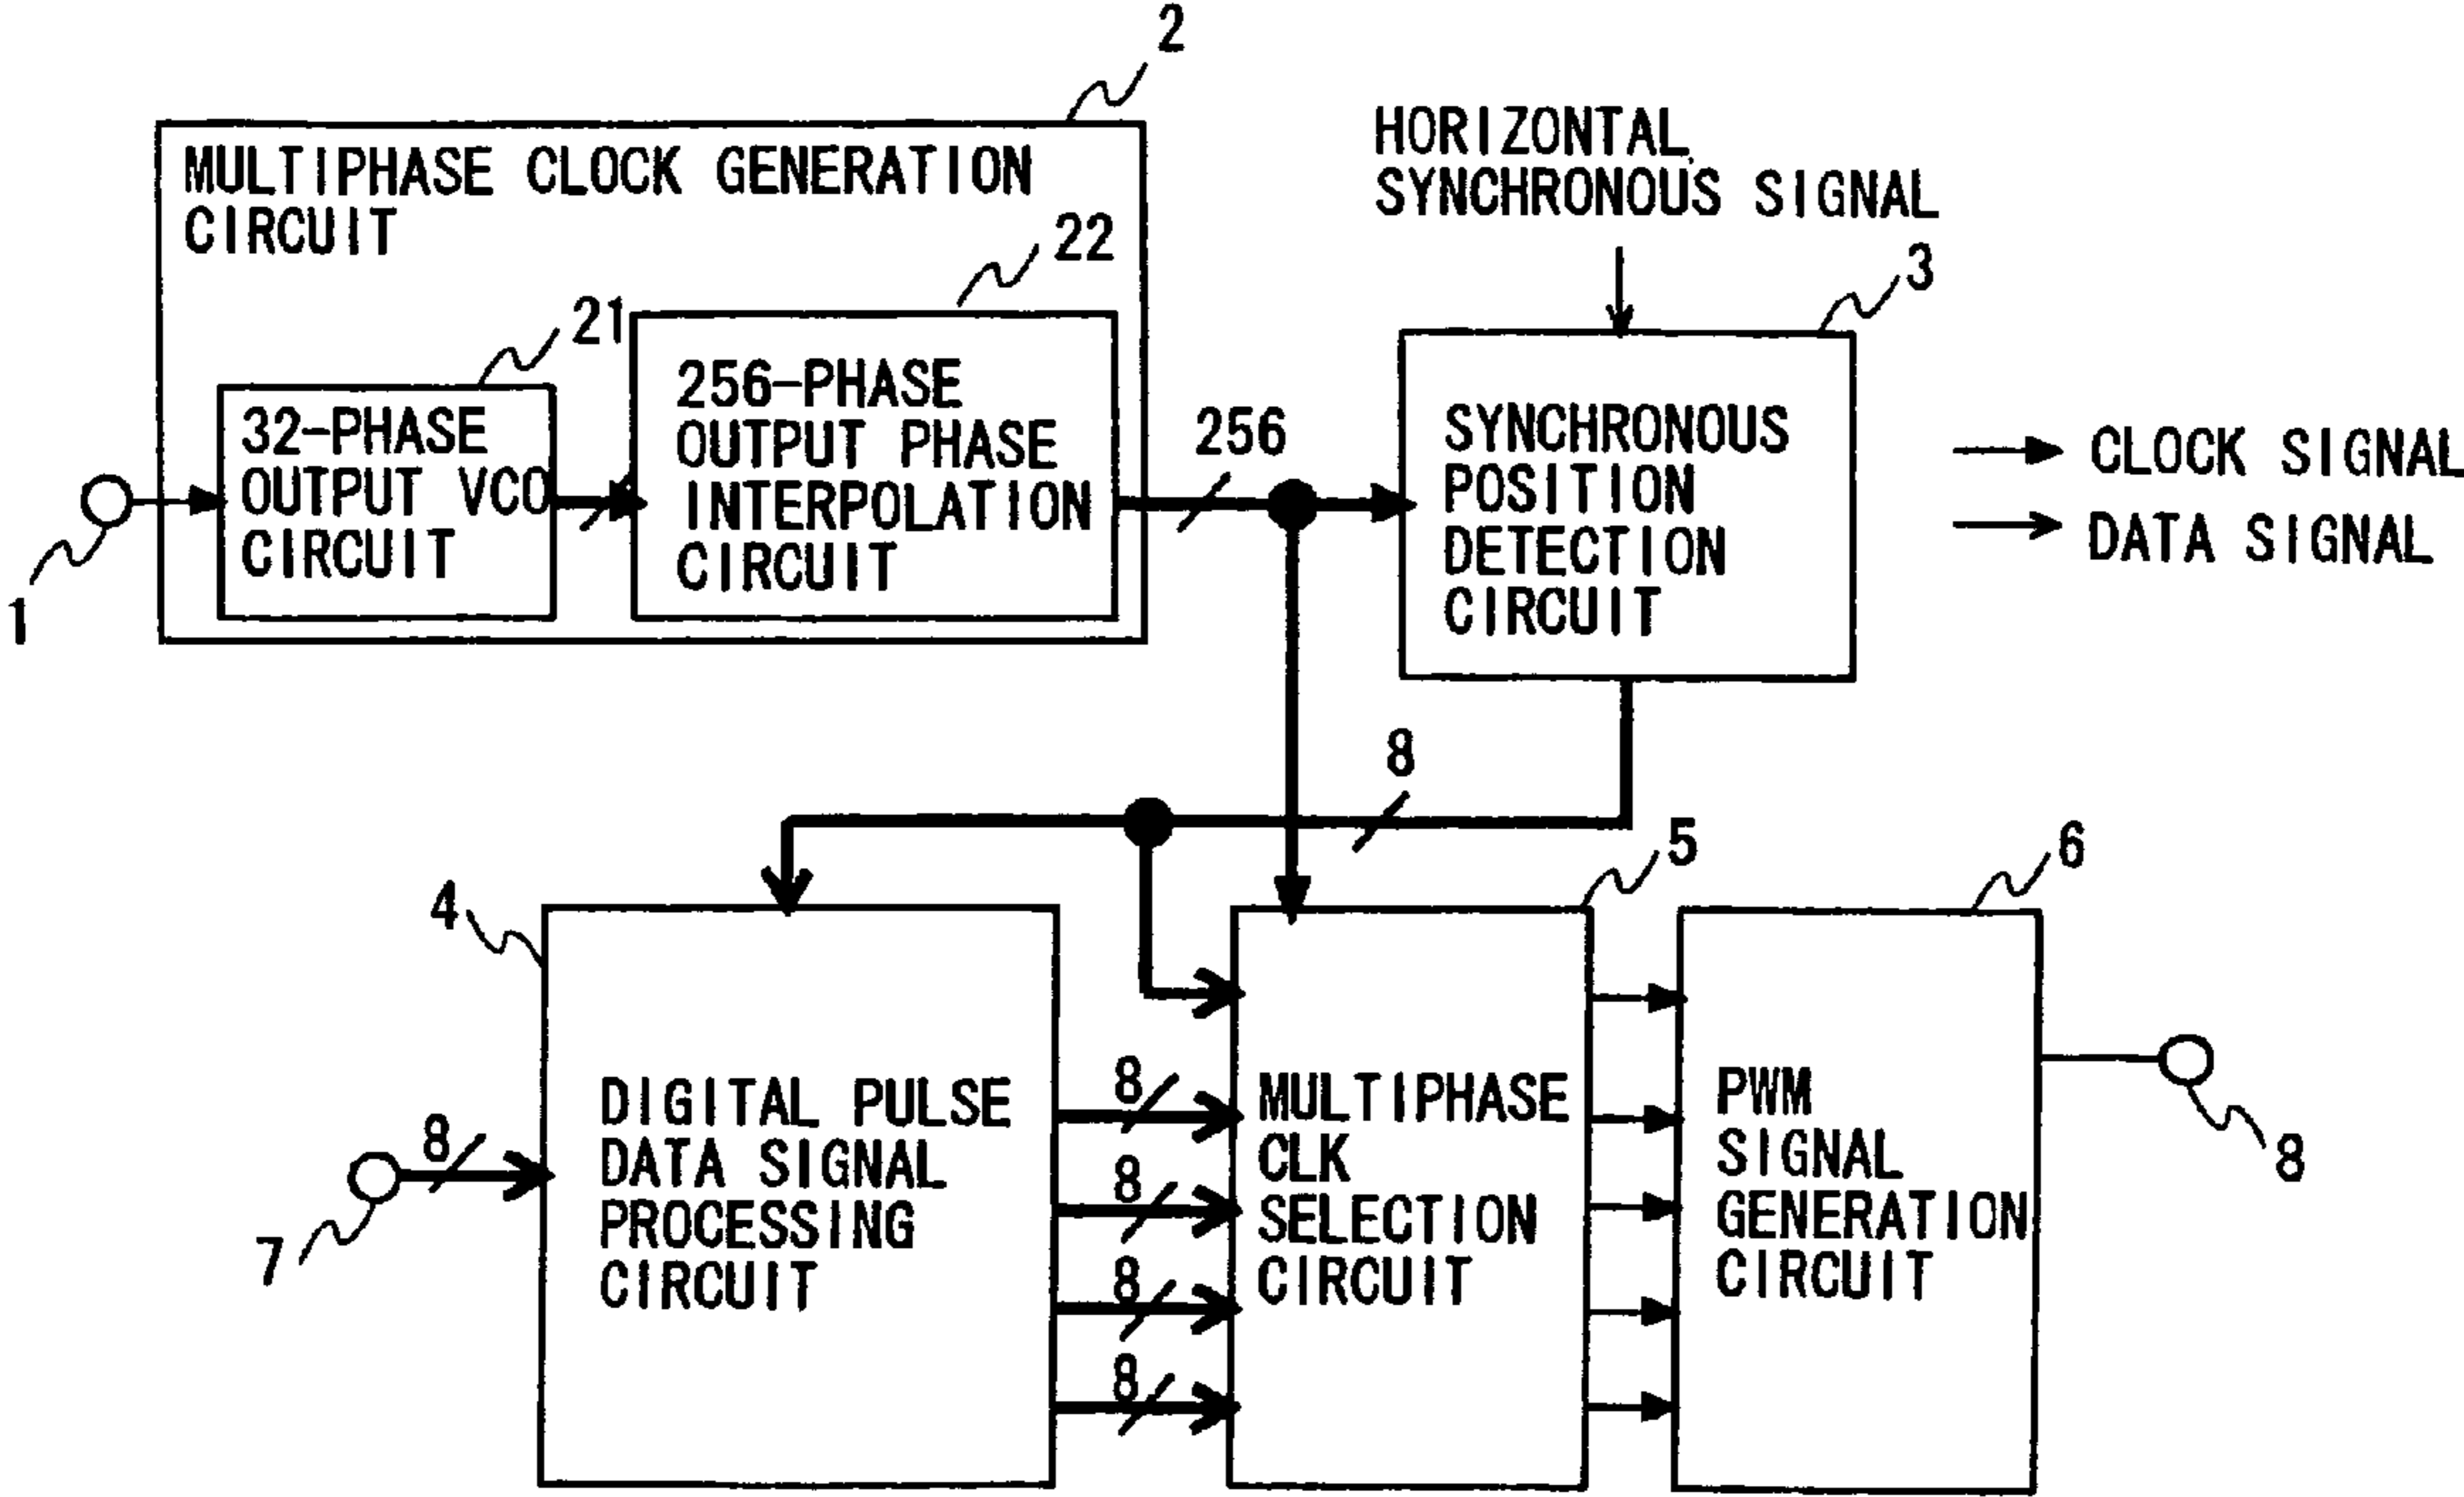 2
MULTIPHASE CLOCK GENERATION
CIRCUIT
22
21
32-PHASE
OUTPUT VCO
CIRCUIT
256-PHASE
OUTPUT PHASE
INTERPOLATION
CIRCUIT
1
256
HORIZONTAL
SYNCHRONOUS SIGNAL
3
SYNCHRONOUS
POSITION
DETECTION
CIRCUIT
CLOCK SIGNAL
DATA SIGNAL
8
4
5
6
8
7
DIGITAL PULSE
DATA SIGNAL
PROCESSING
CIRCUIT
8
8
8
8
MULTIPHASE
CLK
SELECTION
CIRCUIT
PWM
SIGNAL
GENERATION
CIRCUIT
8